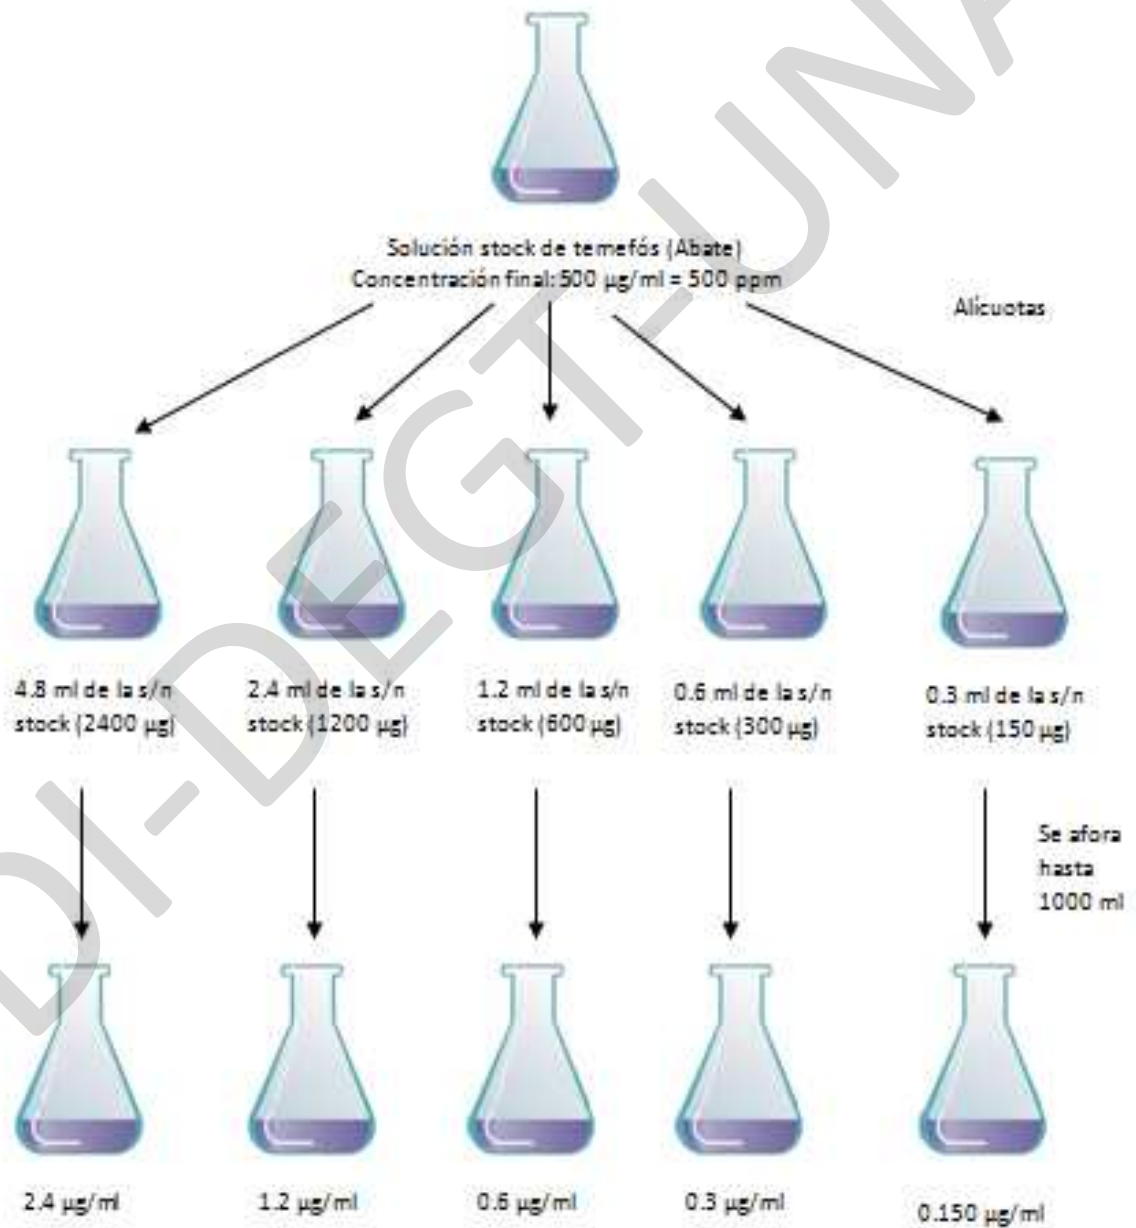 Solución stock de temefós (Abate)
Concentración final: 500 µg/ml = 500 ppm
Alícuotas
4.8 ml de la s/n
stock (2400 µg)
2.4 ml de la s/n
stock (1200 µg)
1.2 ml de la s/n
stock (600 µg)
0.6 ml de la s/n
stock (300 µg)
0.3 ml de la s/n
stock (150 µg)
Se afora
hasta
1000 ml
2.4 µg/ml
1.2 µg/ml
0.6 µg/ml
0.3 µg/ml
0.150 µg/ml
DI-DEGT-UNA